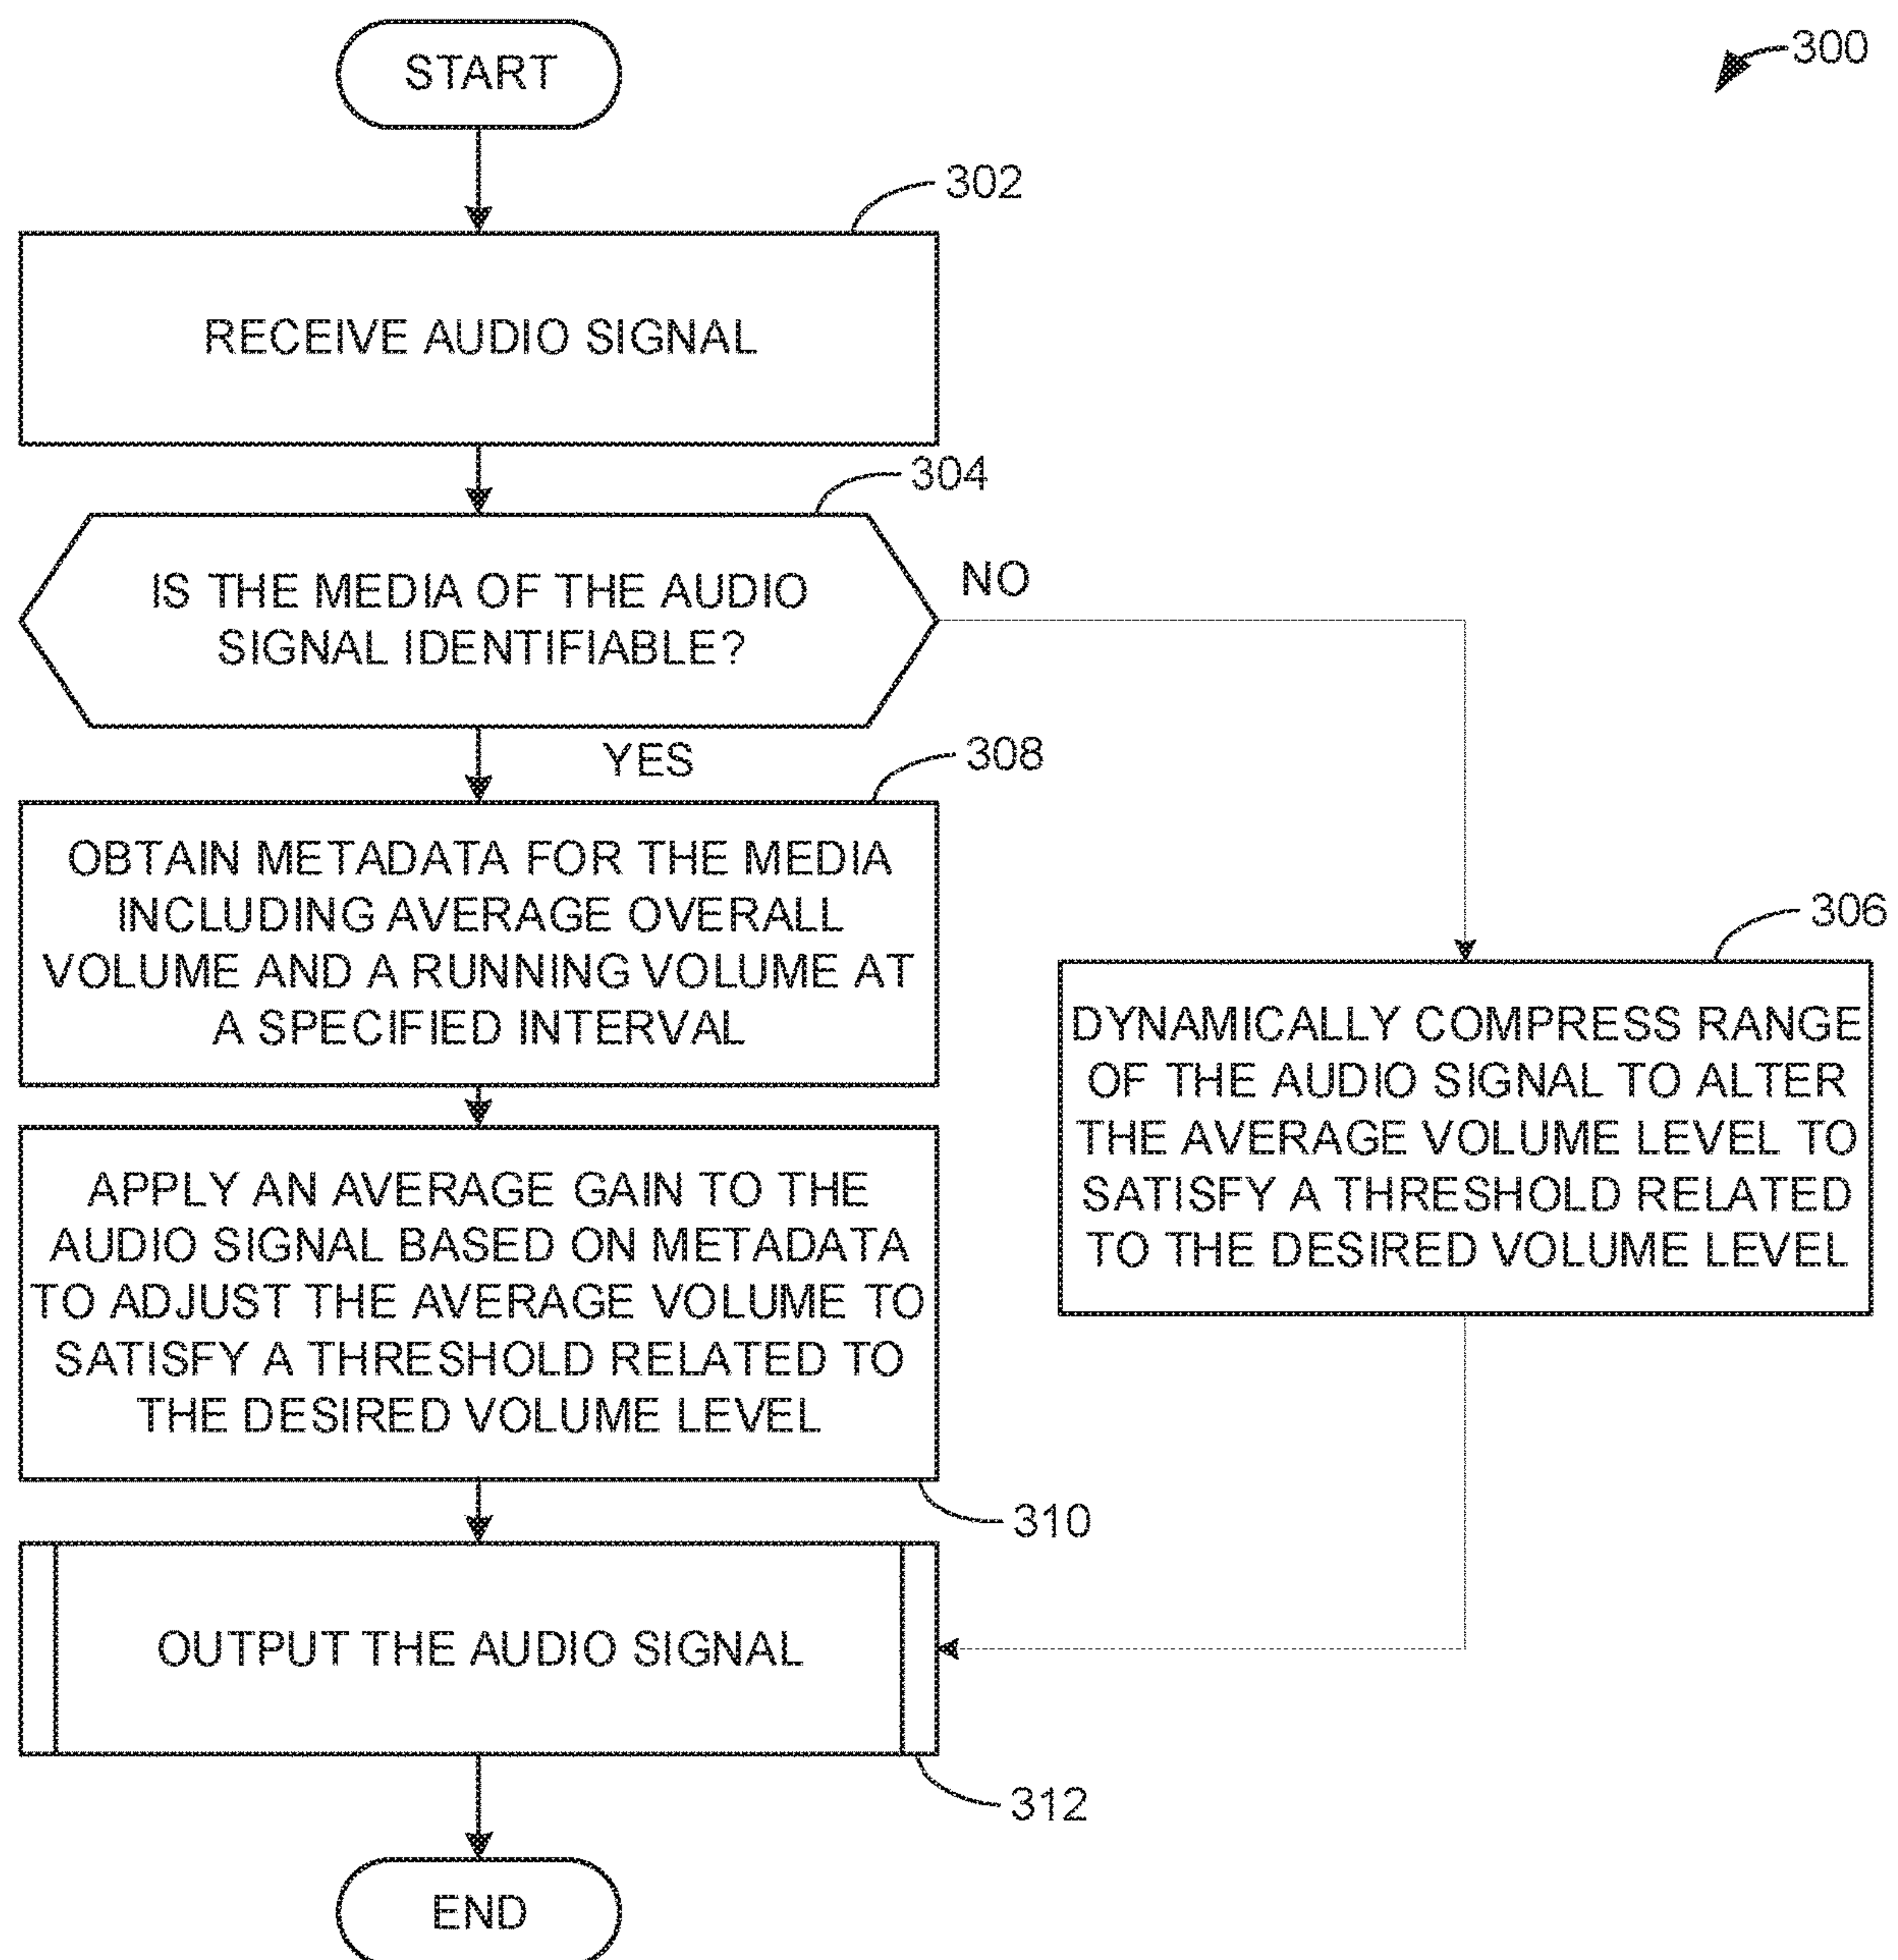 START
300
302
RECEIVE AUDIO SIGNAL
304
IS THE MEDIA OF THE AUDIO
SIGNAL IDENTIFIABLE?
NO
YES
308
OBTAIN METADATA FOR THE MEDIA
INCLUDING AVERAGE OVERALL
VOLUME AND A RUNNING VOLUME AT
A SPECIFIED INTERVAL
306
DYNAMICALLY COMPRESS RANGE
OF THE AUDIO SIGNAL TO ALTER
THE AVERAGE VOLUME LEVEL TO
SATISFY A THRESHOLD RELATED
TO THE DESIRED VOLUME LEVEL
APPLY AN AVERAGE GAIN TO THE
AUDIO SIGNAL BASED ON METADATA
TO ADJUST THE AVERAGE VOLUME TO
SATISFY A THRESHOLD RELATED TO
THE DESIRED VOLUME LEVEL
310
OUTPUT THE AUDIO SIGNAL
312
END